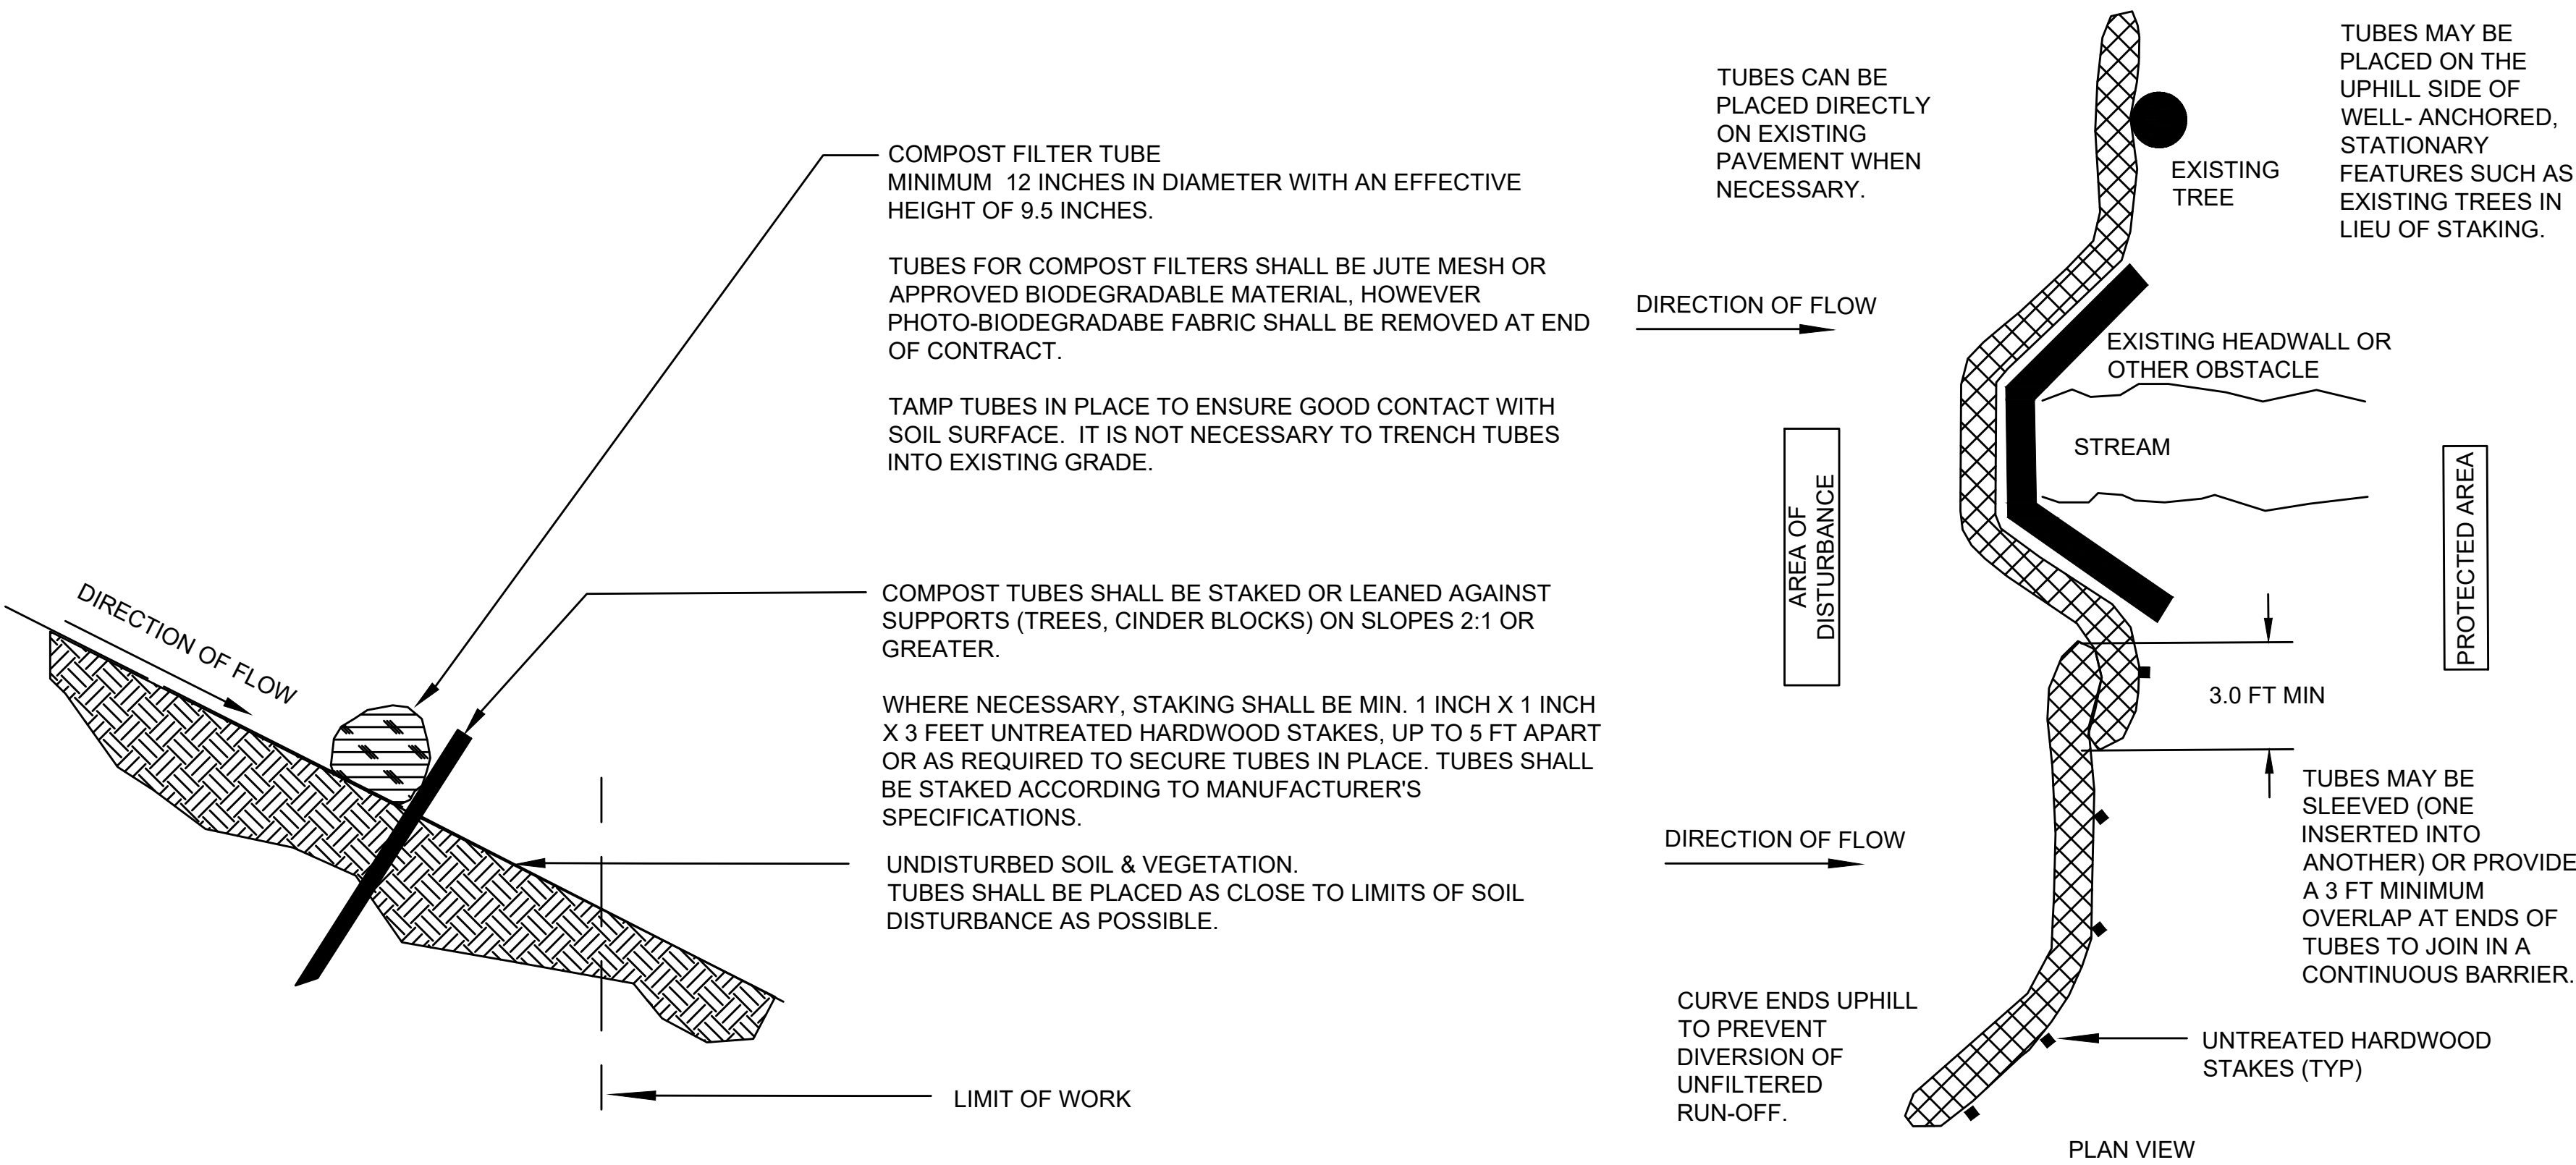 COMPOST FILTER TUBE
MINIMUM 12 INCHES IN DIAMETER WITH AN EFFECTIVE
HEIGHT OF 9.5 INCHES.
TUBES FOR COMPOST FILTERS SHALL BE JUTE MESH OR
APPROVED BIODEGRADABLE MATERIAL, HOWEVER
PHOTO-BIODEGRADABE FABRIC SHALL BE REMOVED AT END
OF CONTRACT.
TAMP TUBES IN PLACE TO ENSURE GOOD CONTACT WITH
SOIL SURFACE. IT IS NOT NECESSARY TO TRENCH TUBES
INTO EXISTING GRADE.
DIRECTION OF FLOW
COMPOST TUBES SHALL BE STAKED OR LEANED AGAINST
SUPPORTS (TREES, CINDER BLOCKS) ON SLOPES 2:1 OR
GREATER.
WHERE NECESSARY, STAKING SHALL BE MIN. 1 INCH X 1 INCH
X 3 FEET UNTREATED HARDWOOD STAKES, UP TO 5 FT APART
OR AS REQUIRED TO SECURE TUBES IN PLACE. TUBES SHALL
BE STAKED ACCORDING TO MANUFACTURER'S
SPECIFICATIONS.
UNDISTURBED SOIL & VEGETATION.
TUBES SHALL BE PLACED AS CLOSE TO LIMITS OF SOIL
DISTURBANCE AS POSSIBLE.
LIMIT OF WORK
TUBES CAN BE
PLACED DIRECTLY
ON EXISTING
PAVEMENT WHEN
NECESSARY.
TUBES MAY BE
PLACED ON THE
UPHILL SIDE OF
WELL- ANCHORED,
STATIONARY
FEATURES SUCH AS
EXISTING TREES IN
LIEU OF STAKING.
EXISTING
TREE
DIRECTION OF FLOW
EXISTING HEADWALL OR
OTHER OBSTACLE
STREAM
AREA OF
DISTURBANCE
PROTECTED AREA
3.0 FT MIN
DIRECTION OF FLOW
TUBES MAY BE
SLEEVED (ONE
INSERTED INTO
ANOTHER) OR PROVIDE
A 3 FT MINIMUM
OVERLAP AT ENDS OF
TUBES TO JOIN IN A
CONTINUOUS BARRIER.
CURVE ENDS UPHILL
TO PREVENT
DIVERSION OF
UNFILTERED
RUN-OFF.
UNTREATED HARDWOOD
STAKES (TYP)
PLAN VIEW